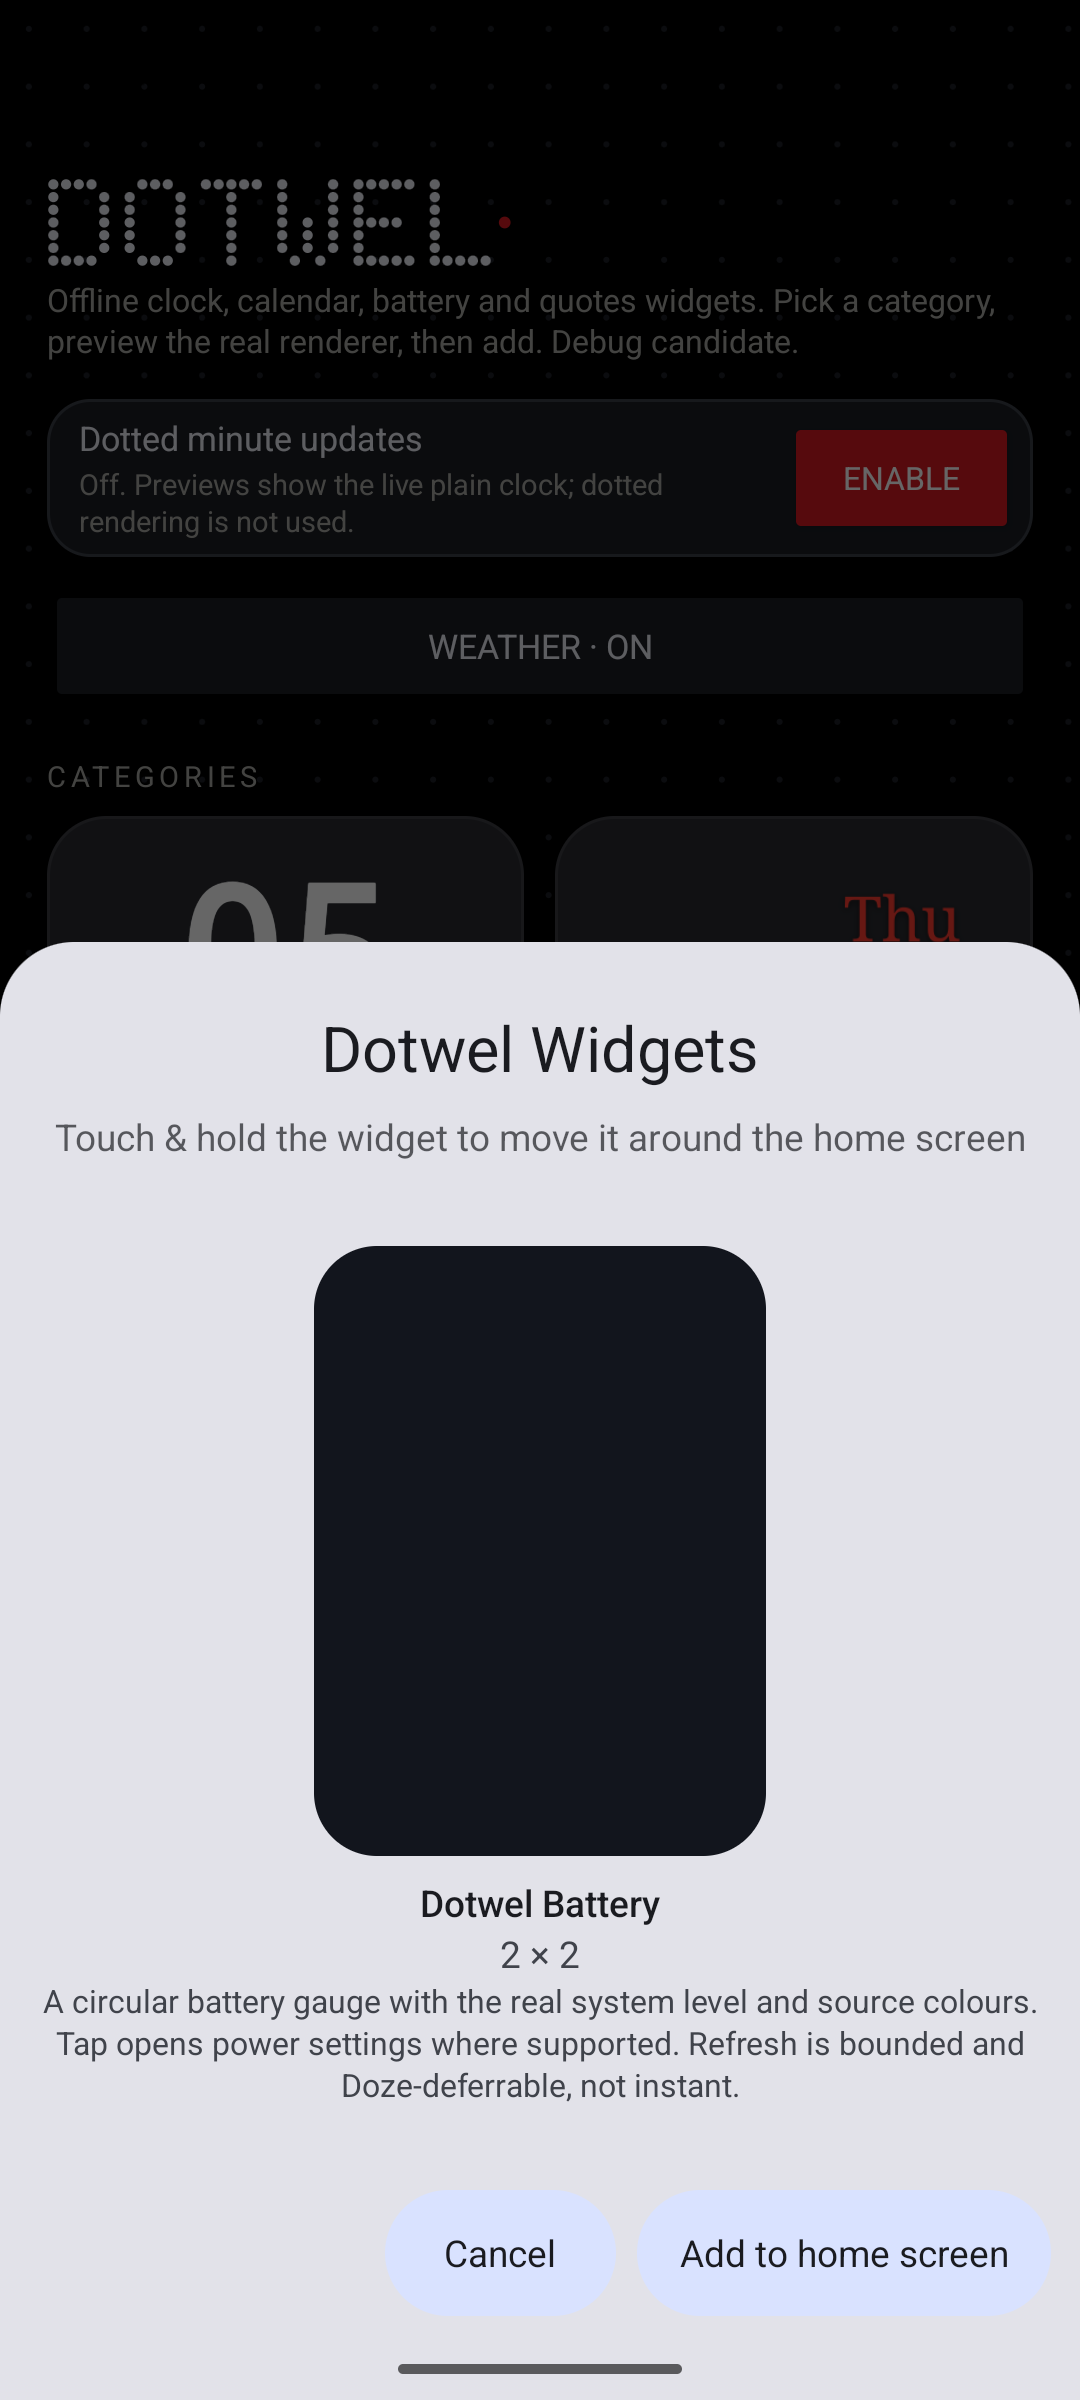 DOTWEL
Offline clock, calendar, battery and quotes widgets. Pick a category,
preview the real renderer, then add. Debug candidate.
Dotted minute updates
Off. Previews show the live plain clock; dotted
rendering is not used.
ENABLE
WEATHER · ON
CATEGORIES
05
Thu
Dotwel Widgets
Touch & hold the widget to move it around the home screen
Dotwel Battery
2 × 2
A circular battery gauge with the real system level and source colours.
Tap opens power settings where supported. Refresh is bounded and
Doze-deferrable, not instant.
Cancel
Add to home screen